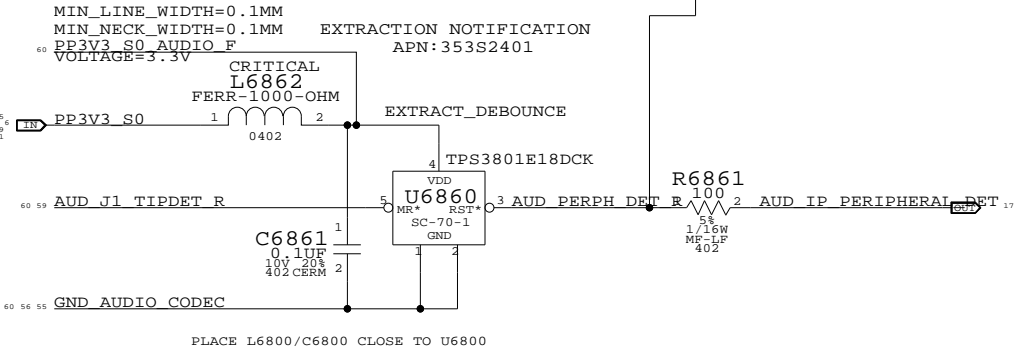 MIN_LINE_WIDTH=0.1MM
MIN_NECK_WIDTH=0.1MM
EXTRACTION NOTIFICATION
60 PP3V3_S0_AUDIO_F
APN:353S2401
VOLTAGE=3.3V
CRITICAL
L6862
FERR-1000-OHM
EXTRACT_DEBOUNCE
IN PP3V3_S0 1 2
0402
4 TPS3801E18DCK
VDD
U6860
R6861
100
60 59 AUD_J1_TIPDET_R 5 MR* RST* 3 AUD_PERPH_DET_R 2 AUD_IP_PERIPHERAL_DET OUT 17
SC-70-1
GND
5%
1/16W
MF-LF
402
1
C6861
0.1UF
10V 20%
402 CERM 2
1 2
60 56 55 GND_AUDIO_CODEC
PLACE L6800/C6800 CLOSE TO U6800